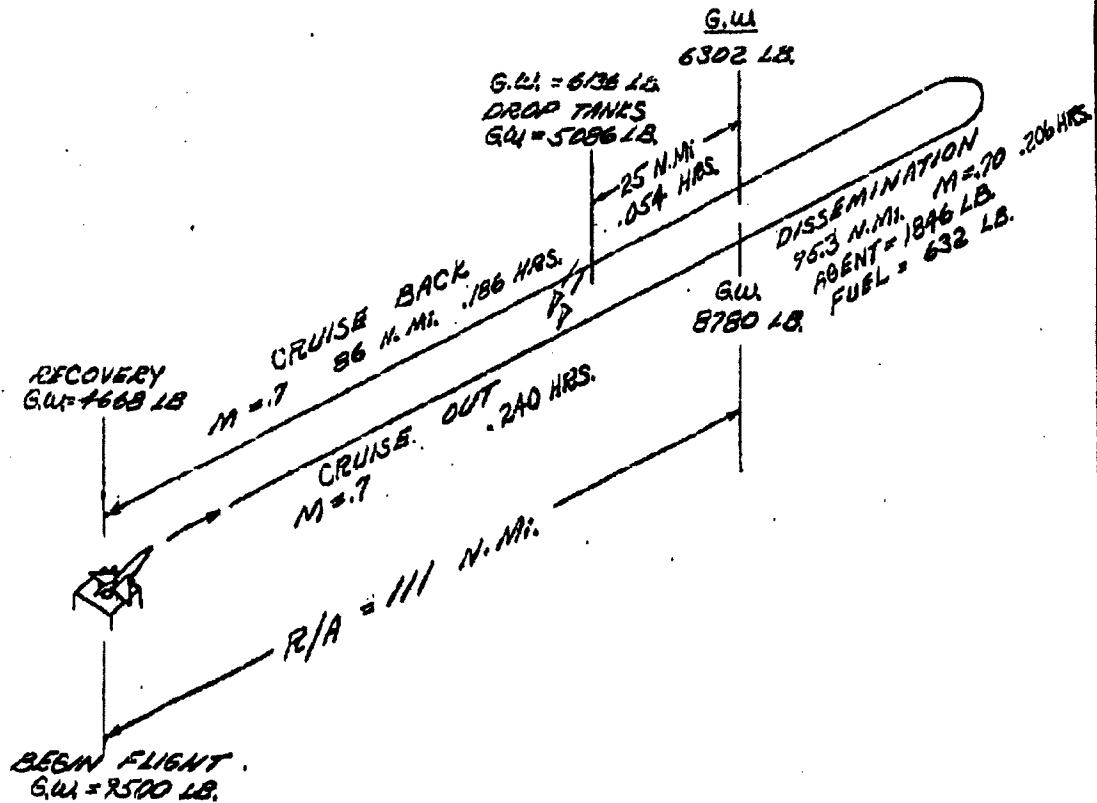 G.W.
6302 LB.
G.W. = 6136 LB.
DROP TANKS
G.W. = 5086 LB.
25 N.Mi
.054 HRS.
DISSEMINATION
95.3 N.Mi. M=.70 .206 HRS.
AGENT = 1846 LB.
FUEL = 632 LB.
G.W.
8780 LB.
CRUISE BACK
M = .7 86 N.Mi. .186 HRS.
RECOVERY
G.W. = 4668 LB
CRUISE OUT
M = .7 .240 HRS.
R/A = 111 N.Mi.
BEGIN FLIGHT.
G.W. = 9500 LB.